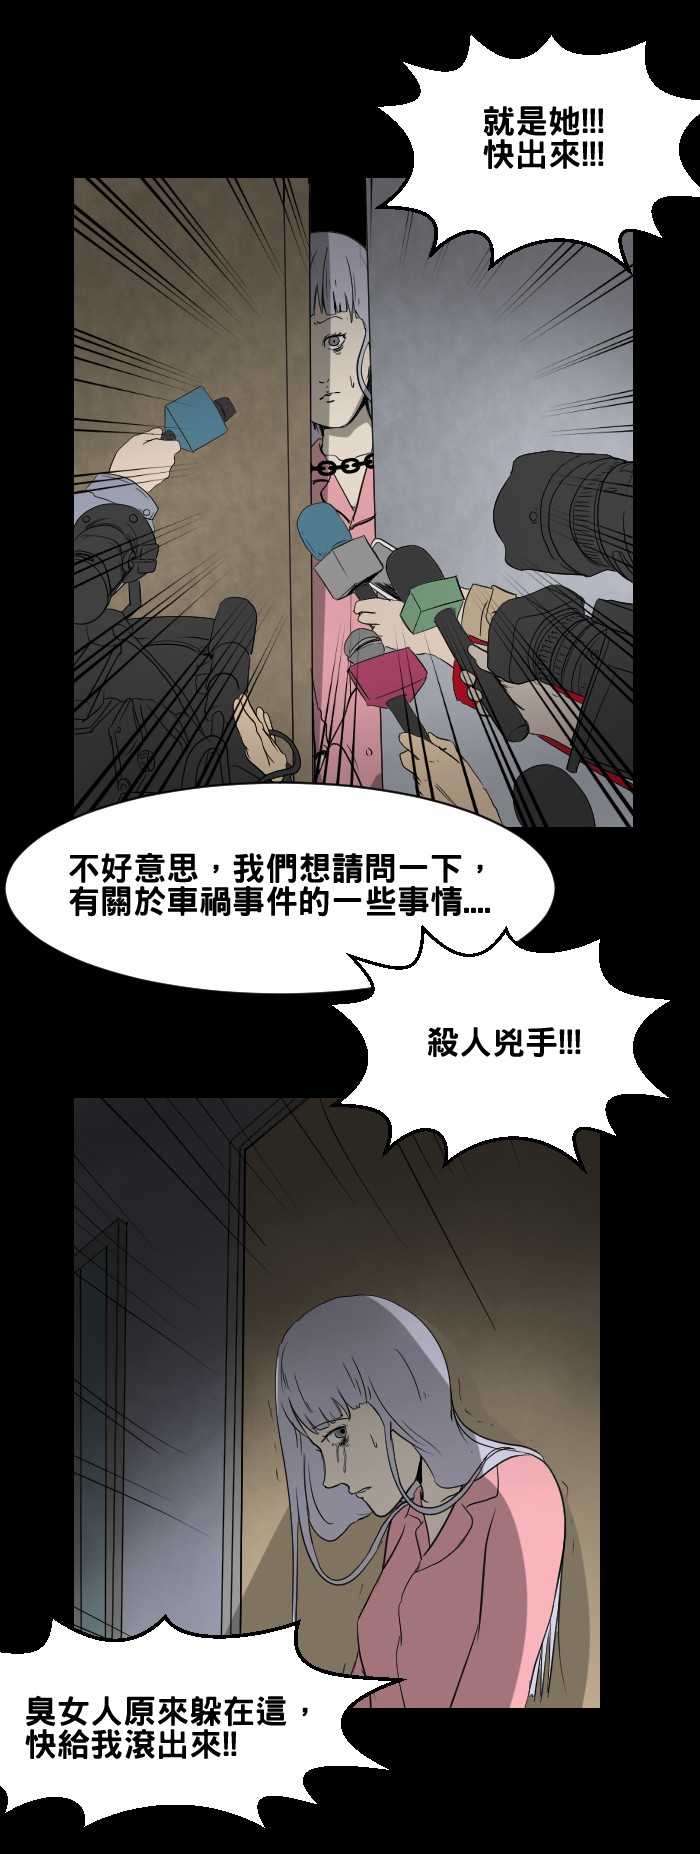 就是她!!!
快出來!!!
不好意思，我們想請問一下，
有關於車禍事件的一些事情....
殺人兇手!!!
臭女人原來躲在這，
快給我滾出來!!